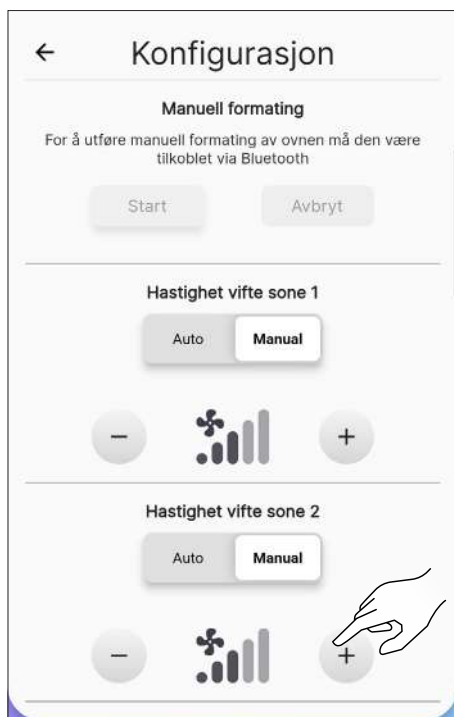 Konfigurasjon
Manuell formating
For å utføre manuell formating av ovnen må den være
tilkoblet via Bluetooth
Start Avbryt
Hastighet vifte sone 1
Auto Manual
− +
Hastighet vifte sone 2
Auto Manual
− +